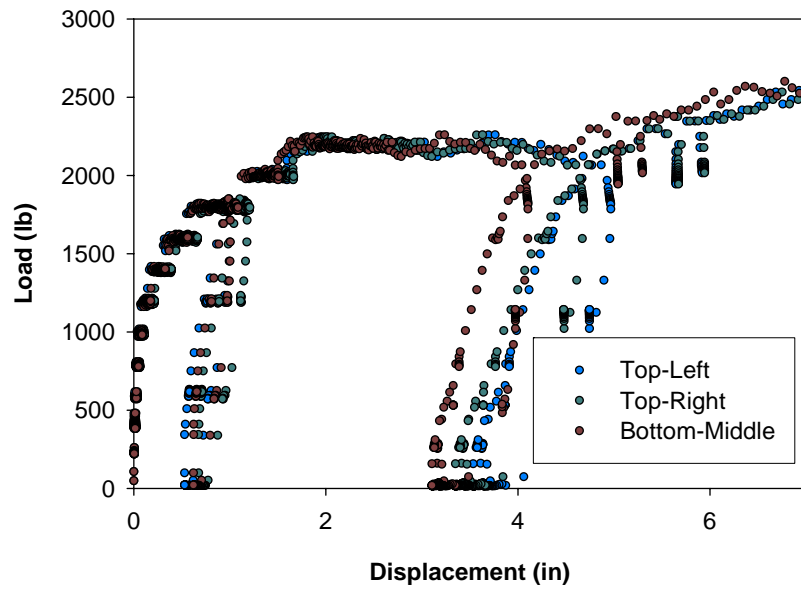 3000
2500
2000
1500
1000
500
0
Load (lb)
0 2 4 6
Displacement (in)
Top-Left
Top-Right
Bottom-Middle